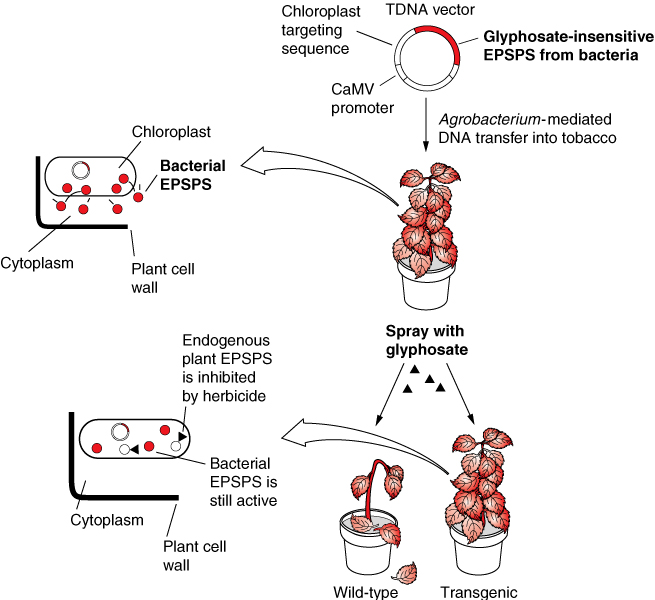 Chloroplast
targeting
sequence
TDNA vector
Glyphosate-insensitive
EPSPS from bacteria
CaMV
promoter
Agrobacterium-mediated
DNA transfer into tobacco
Chloroplast
Bacterial
EPSPS
Cytoplasm
Plant cell
wall
Spray with
glyphosate
Endogenous
plant EPSPS
is inhibited
by herbicide
Bacterial
EPSPS is
still active
Cytoplasm
Plant cell
wall
Wild-type
Transgenic